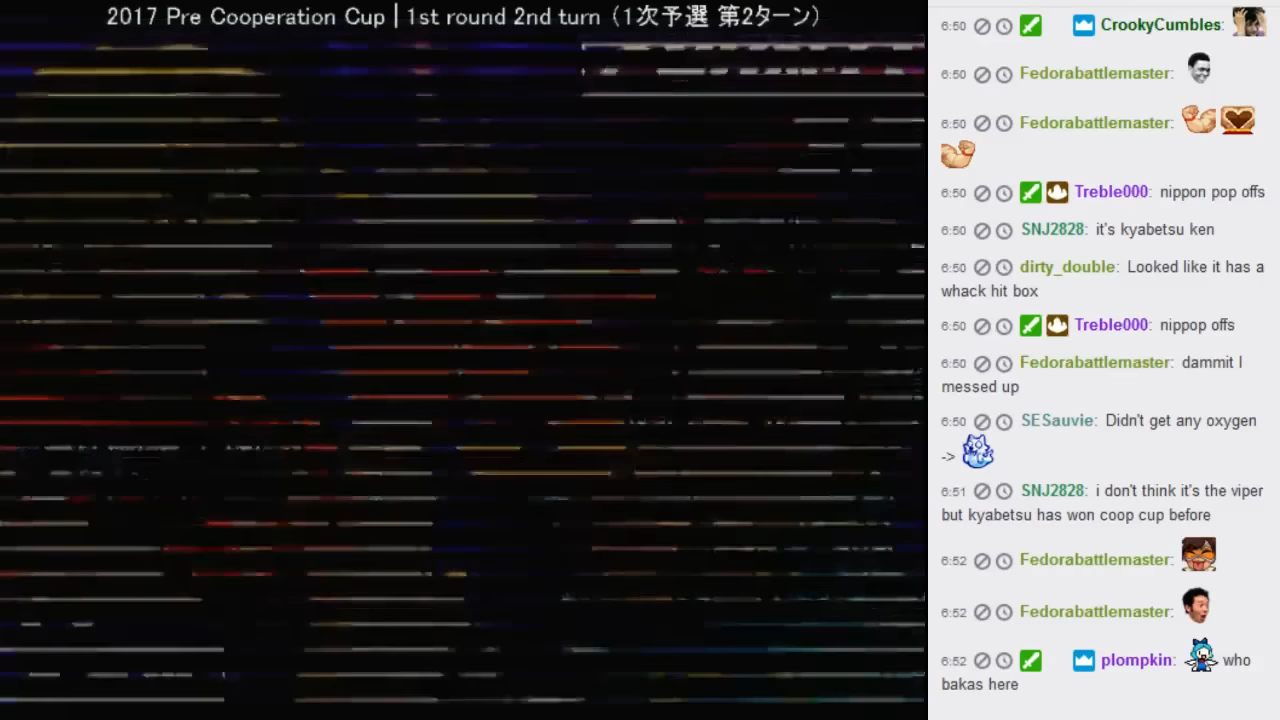 2017 Pre Cooperation Cup | 1st round 2nd turn (1次予選 第2ターン)
6:50 CrookyCumbles:
6:50 Fedorabattlemaster:
6:50 Fedorabattlemaster:
6:50 Treble000: nippon pop offs
6:50 SNJ2828: it's kyabetsu ken
6:50 dirty_double: Looked like it has a
whack hit box
6:50 Treble000: nippop offs
6:50 Fedorabattlemaster: dammit I
messed up
6:50 SESauvie: Didn't get any oxygen
->
6:51 SNJ2828: i don't think it's the viper
but kyabetsu has won coop cup before
6:52 Fedorabattlemaster:
6:52 Fedorabattlemaster:
6:52 plompkin: who
bakas here